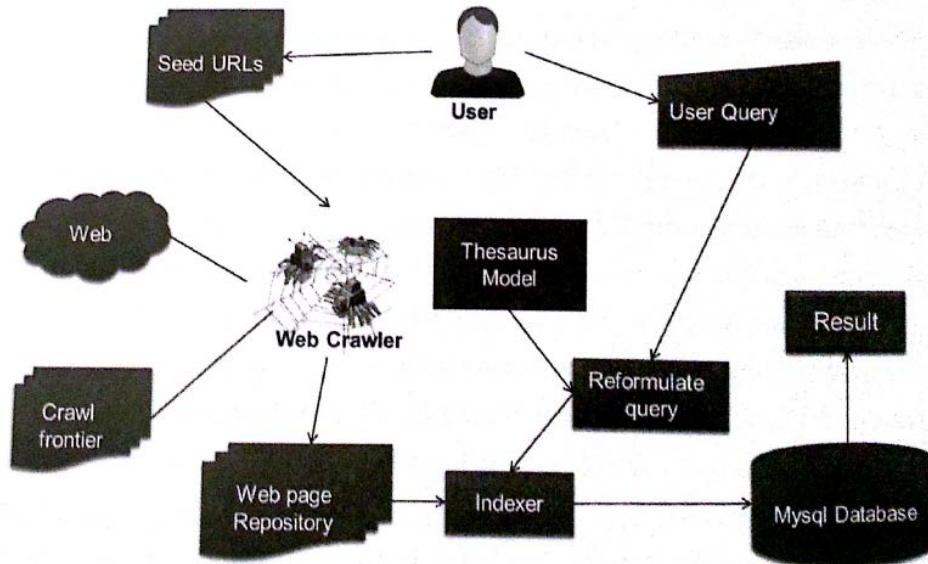 Seed URLs
User
User Query
Web
Thesaurus
Model
Web Crawler
Result
Crawl
frontier
Reformulate
query
Web page
Repository
Indexer
Mysql Database